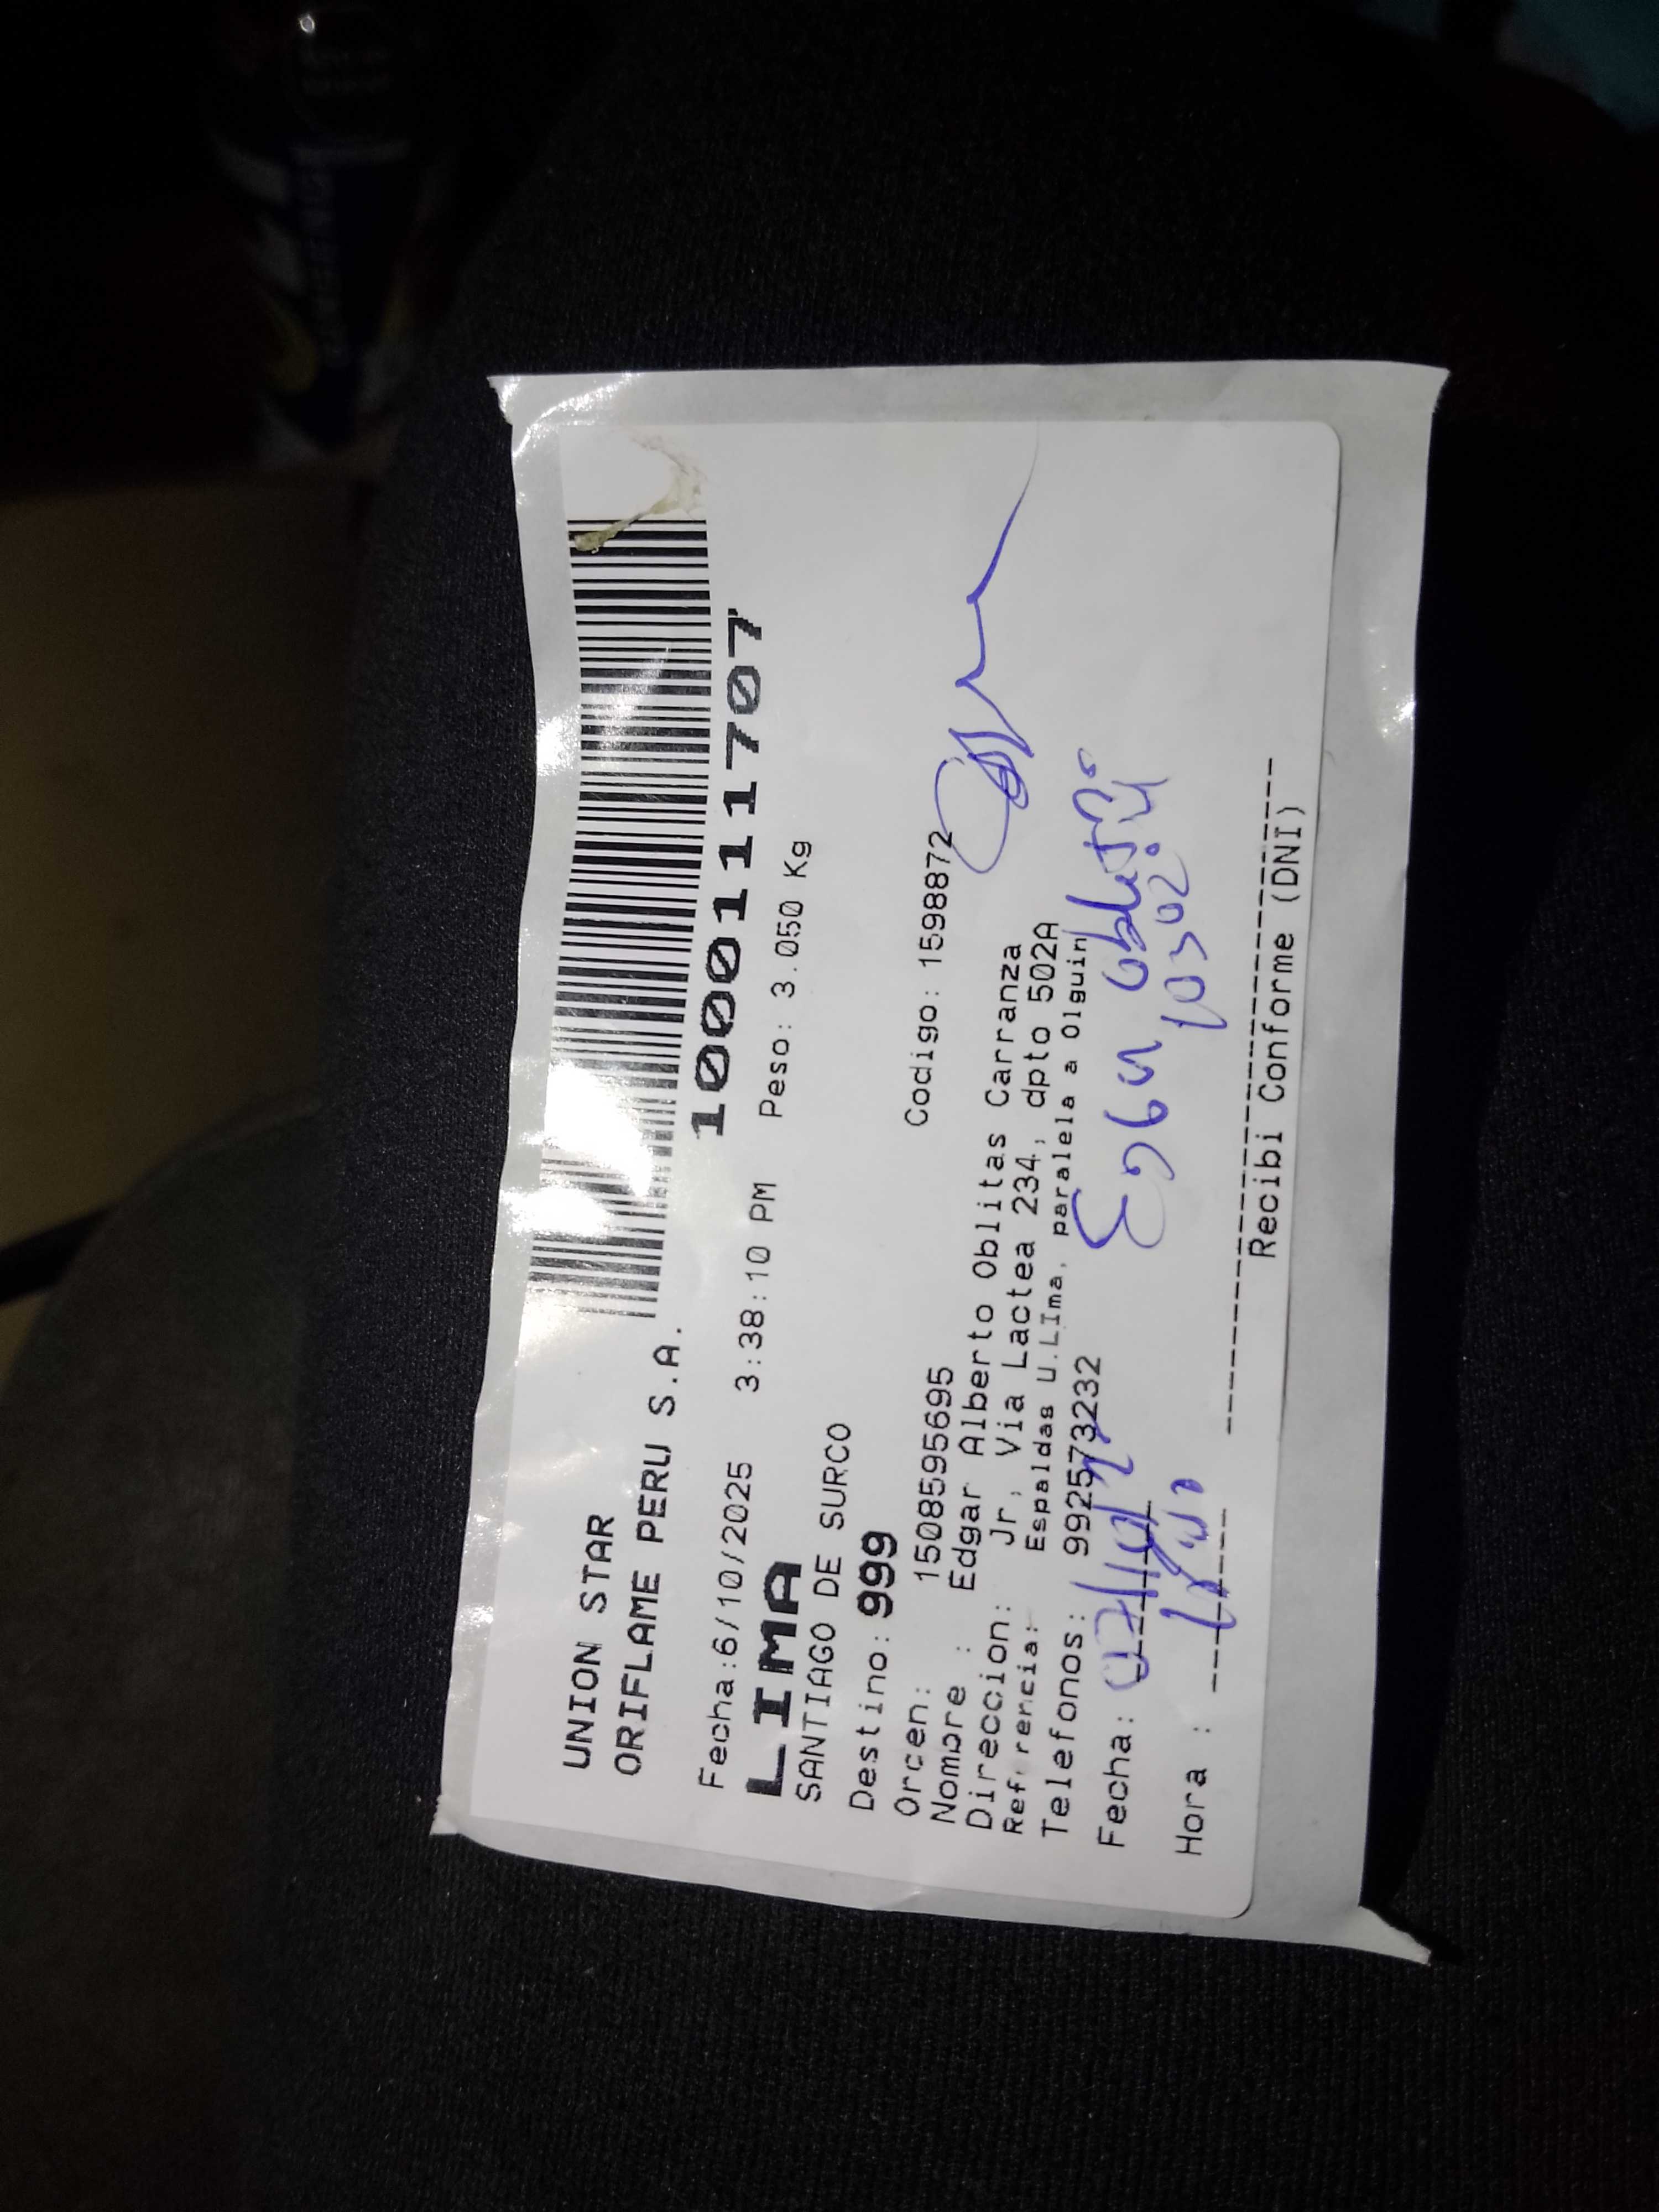 UNION STAR
ORIFLAME PERU S.A.
1000111707
Fecha:6/10/2025 3:38:10 PM Peso: 3.050 Kg
LIMA
SANTIAGO DE SURCO
Destino: 999
Orcen: 1508595695 Codigo: 1598872
Nombre : Edgar Alberto Oblitas Carranza
Direccion: Jr. Via Lactea 234, dpto 502A
Referencia: Espaldas U.LIma, paralela a Olguin
Telefonos: 992573232
Fecha:
Hora :
Recibi Conforme (DNI)